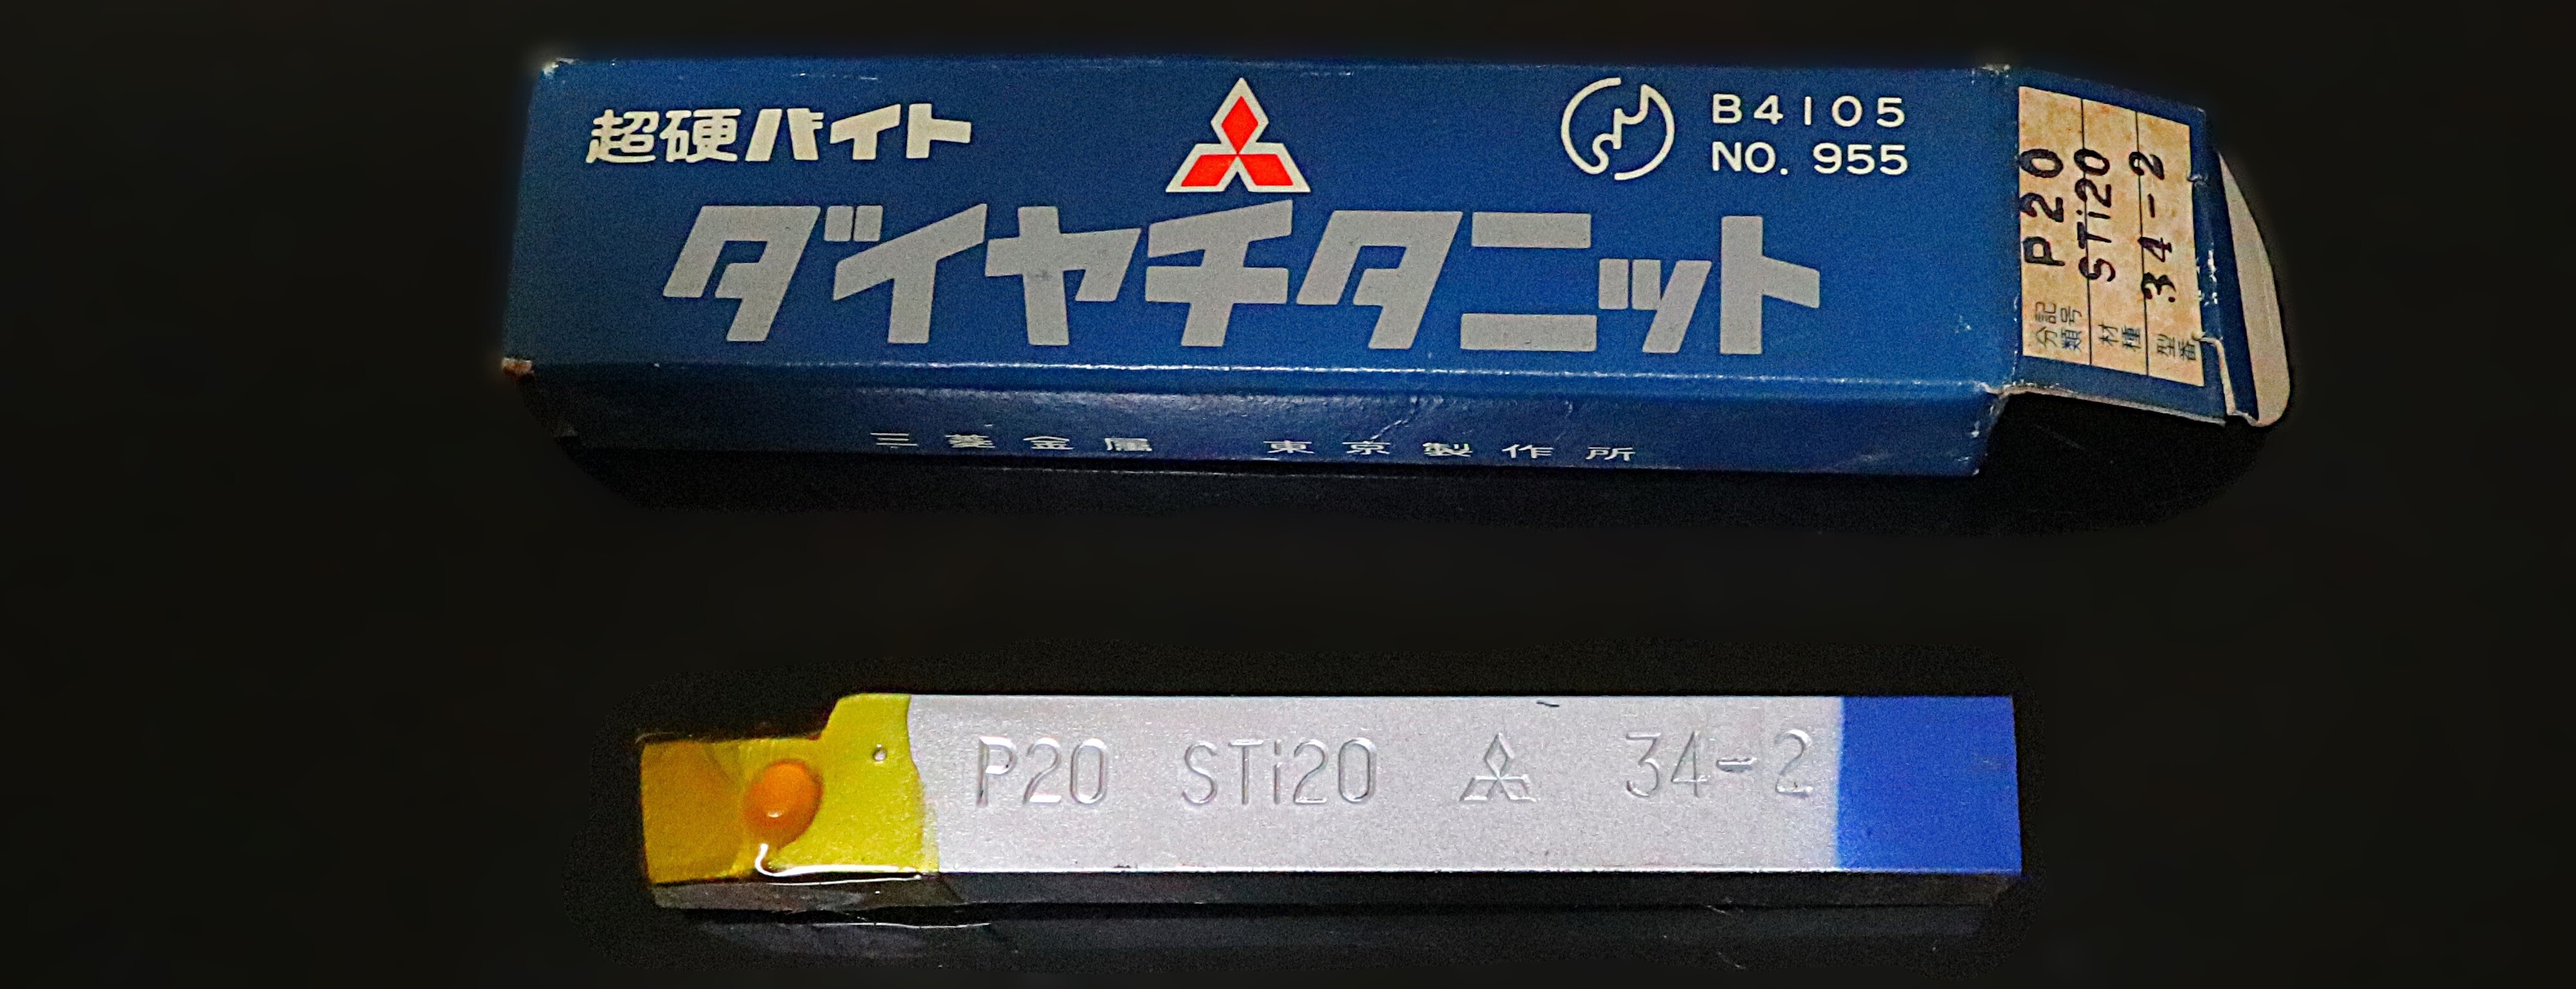 超硬バイト
B4105
NO. 955
ダイヤチタニット
三菱金属 東京製作所
分類記号 P20
材種 STi20
型番 34-2
P20 STi20 34-2